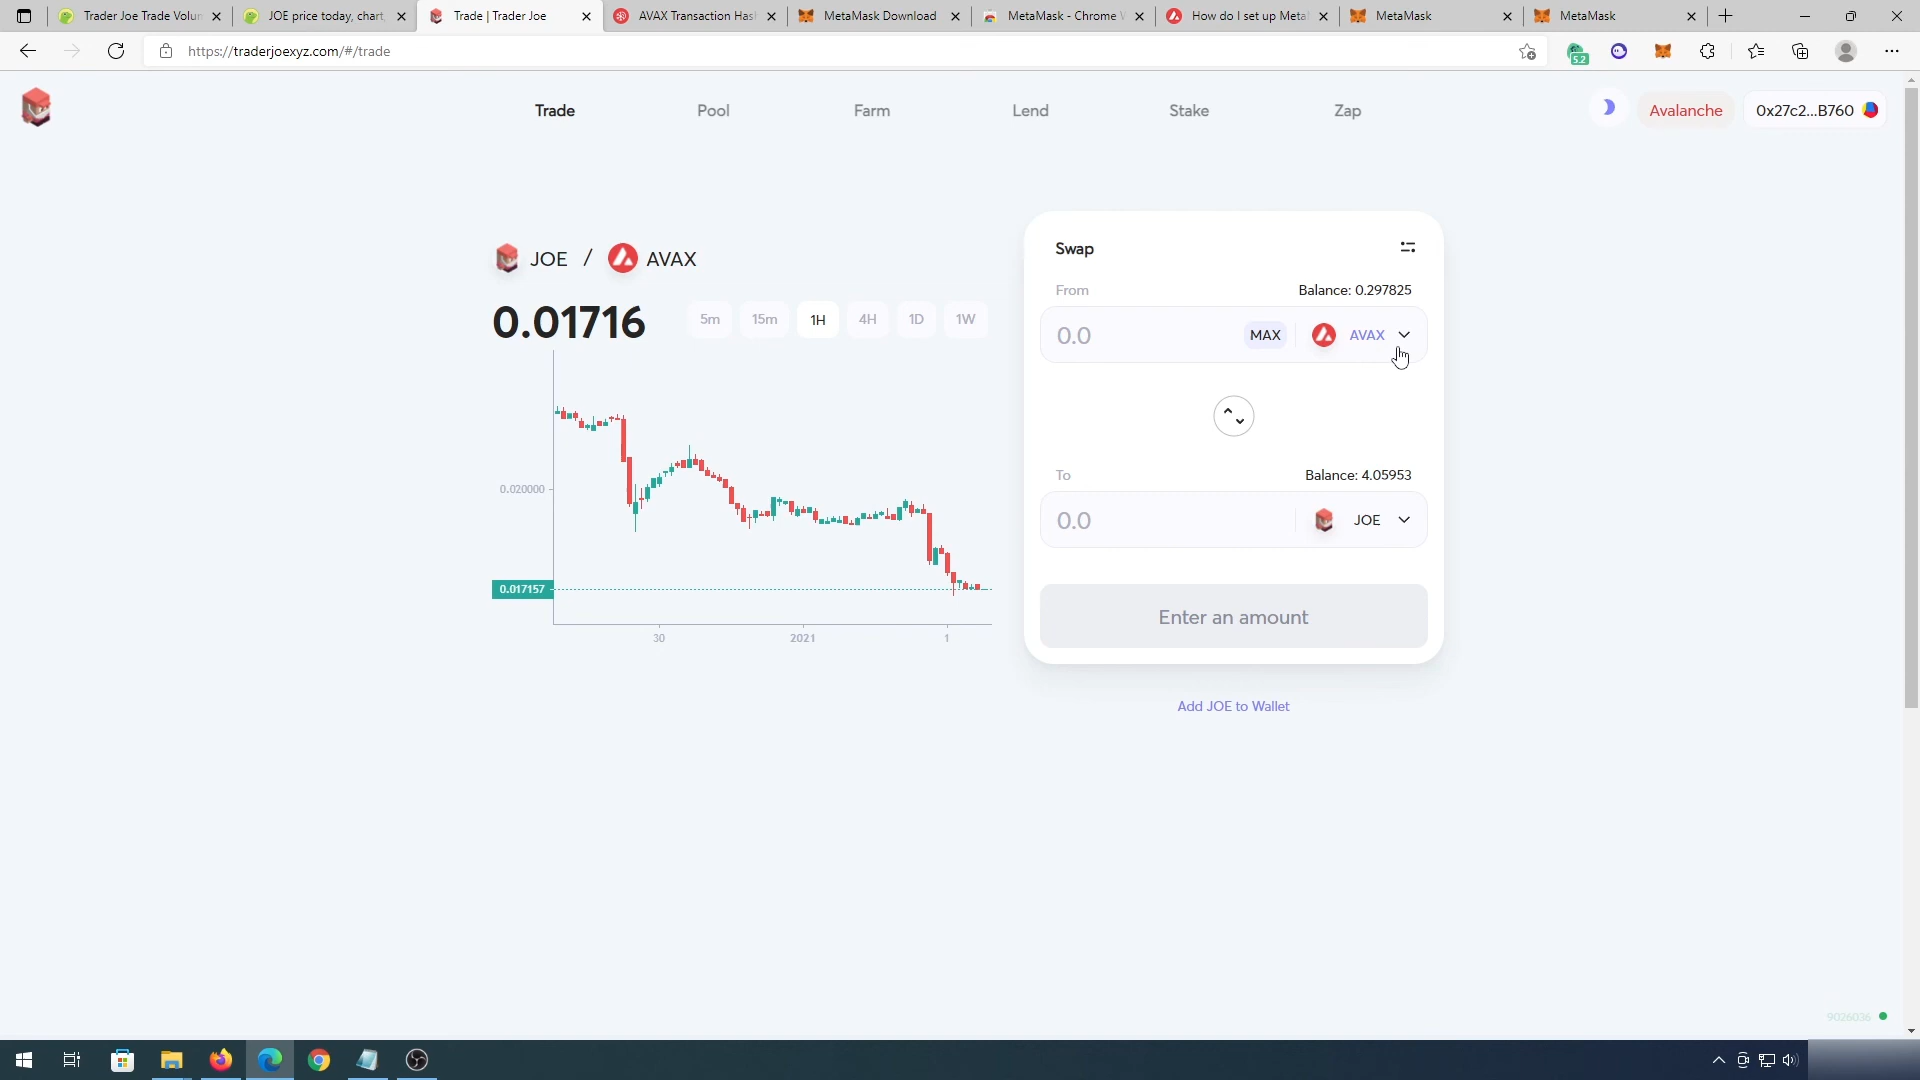 Trader Joe Trade Volun
JOE price today, chart,
Trade | Trader Joe
AVAX Transaction Has
MetaMask Download
MetaMask - Chrome W
How do I set up Meta
MetaMask
MetaMask
https://traderjoexyz.com/#/trade
5.2
Trade
Pool
Farm
Lend
Stake
Zap
Avalanche
0x27c2...B760
JOE / AVAX
0.01716
5m
15m
1H
4H
1D
1W
0.020000
0.017157
30
2021
1
Swap
From
Balance: 0.297825
0.0
MAX
AVAX
To
Balance: 4.05953
0.0
JOE
Enter an amount
Add JOE to Wallet
9026036